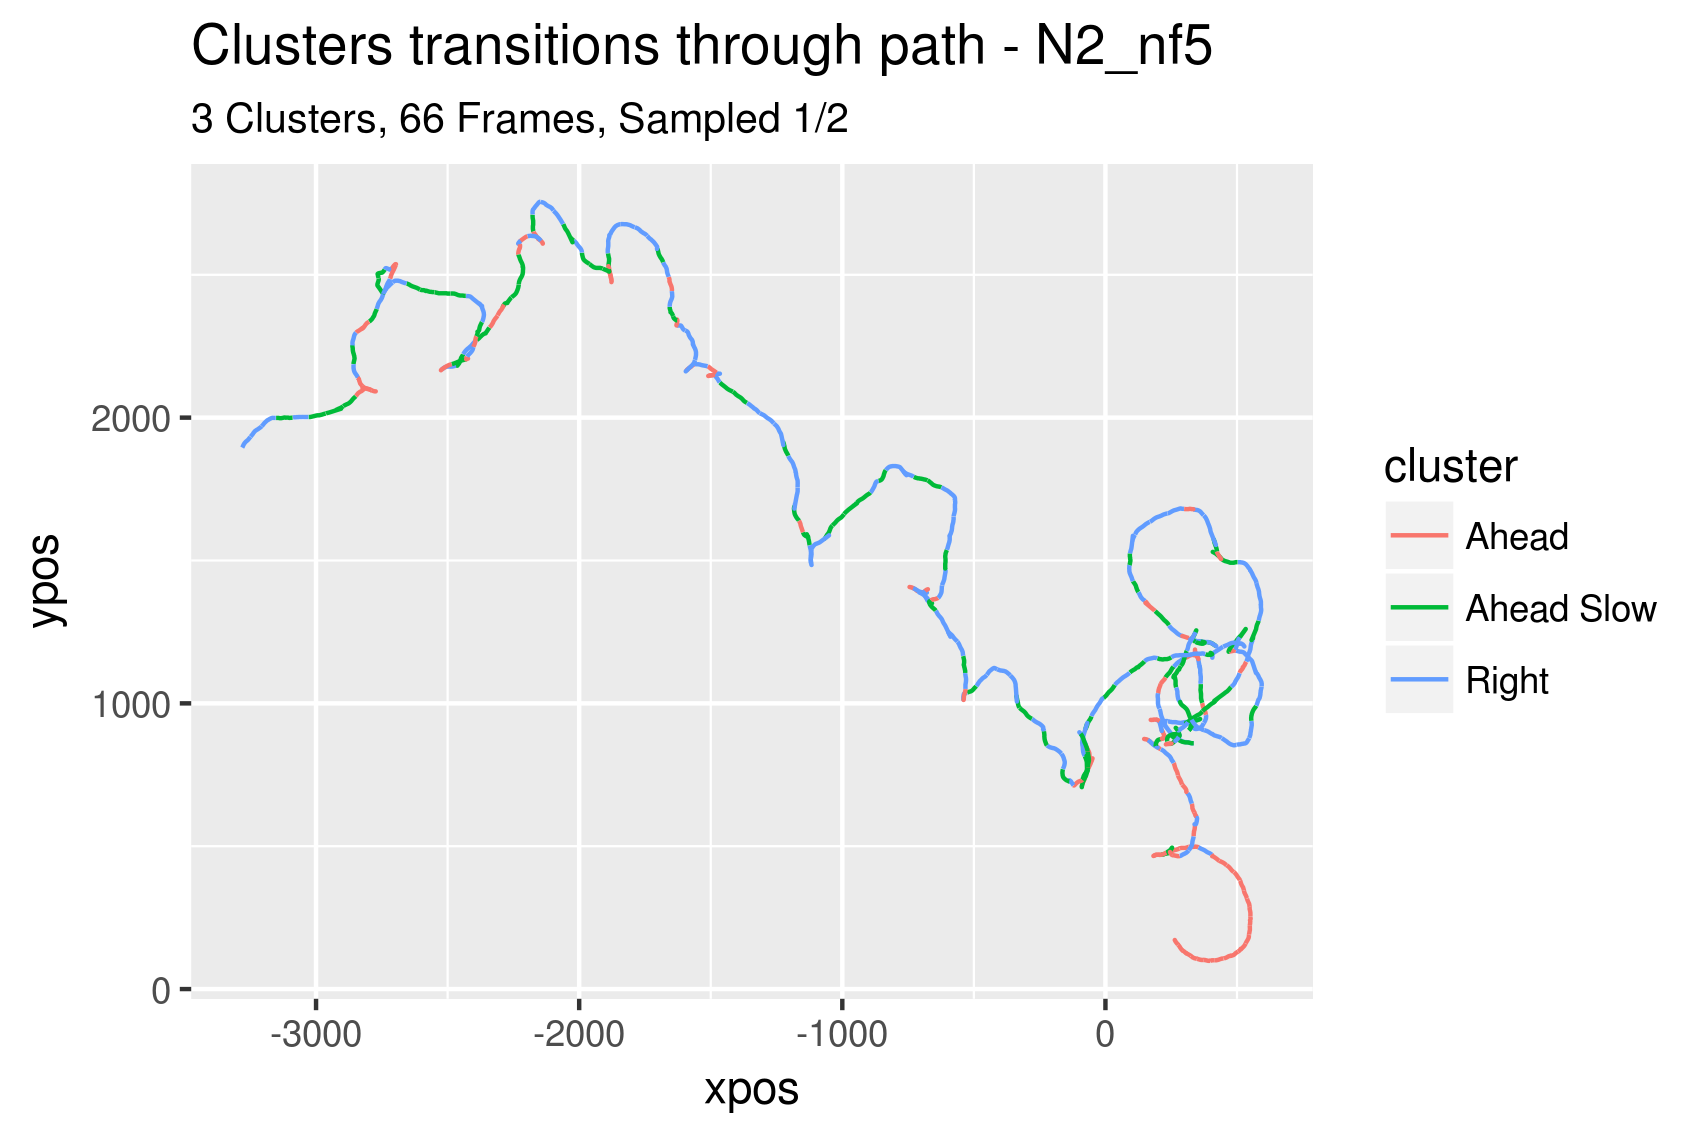 Clusters transitions through path - N2_nf5
3 Clusters, 66 Frames, Sampled 1/2
ypos
2000
1000
0
-3000
-2000
-1000
0
xpos
cluster
Ahead
Ahead Slow
Right